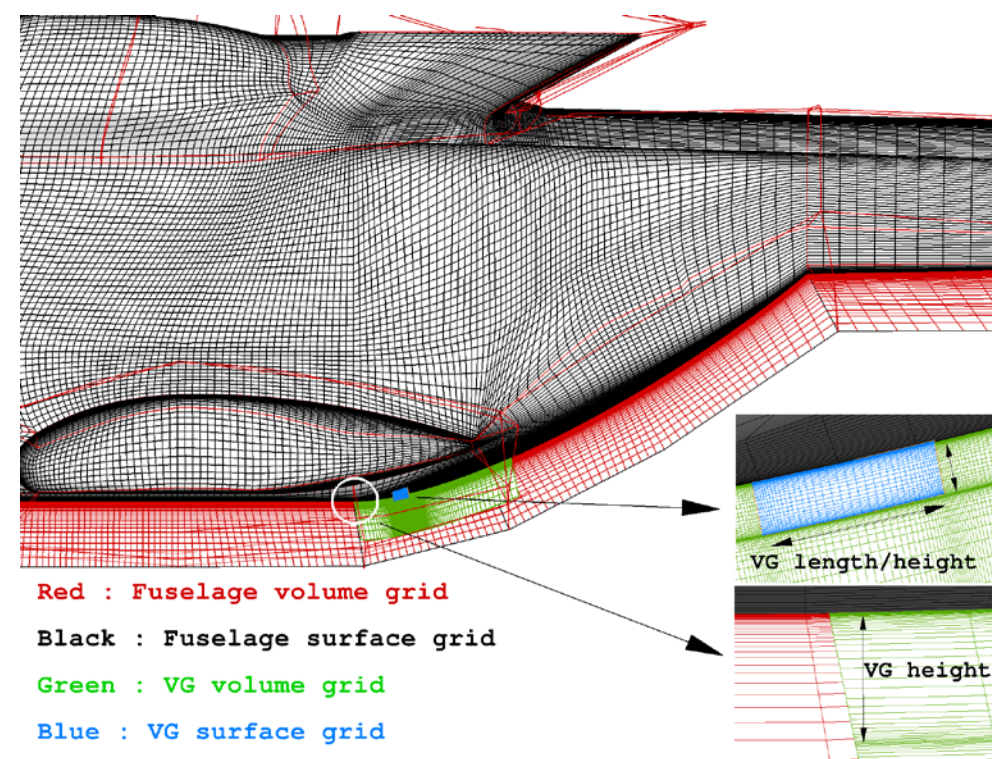 Red : Fuselage volume grid
Black : Fuselage surface grid
Green : VG volume grid
Blue : VG surface grid
VG length/height
VG height